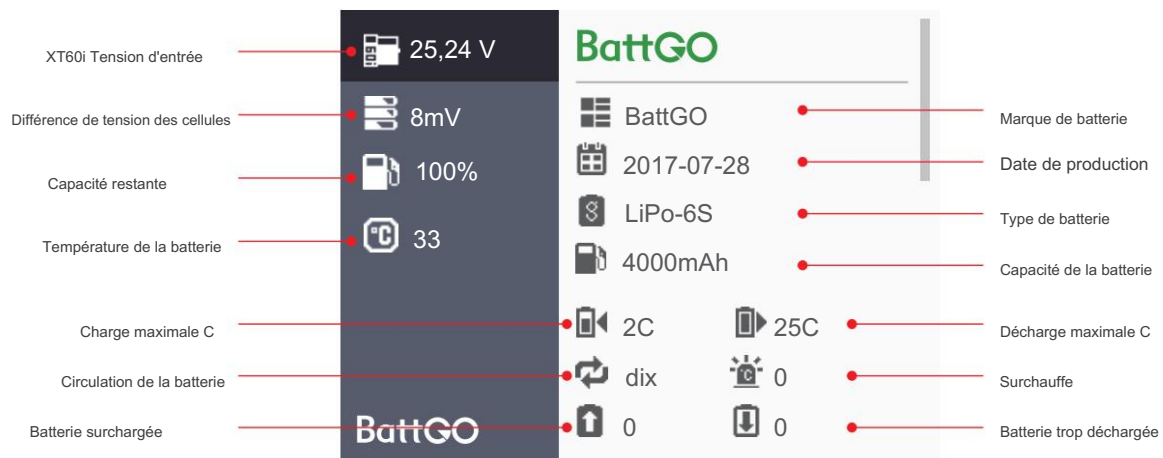 XT60i Tension d'entrée
25,24 V
BattGO
Différence de tension des cellules
8mV
BattGO
Marque de batterie
Capacité restante
100%
2017-07-28
Date de production
LiPo-6S
Type de batterie
Température de la batterie
°C
33
4000mAh
Capacité de la batterie
Charge maximale C
2C
25C
Décharge maximale C
Circulation de la batterie
dix
C
0
Surchauffe
Batterie surchargée
BattGO
0
0
Batterie trop déchargée